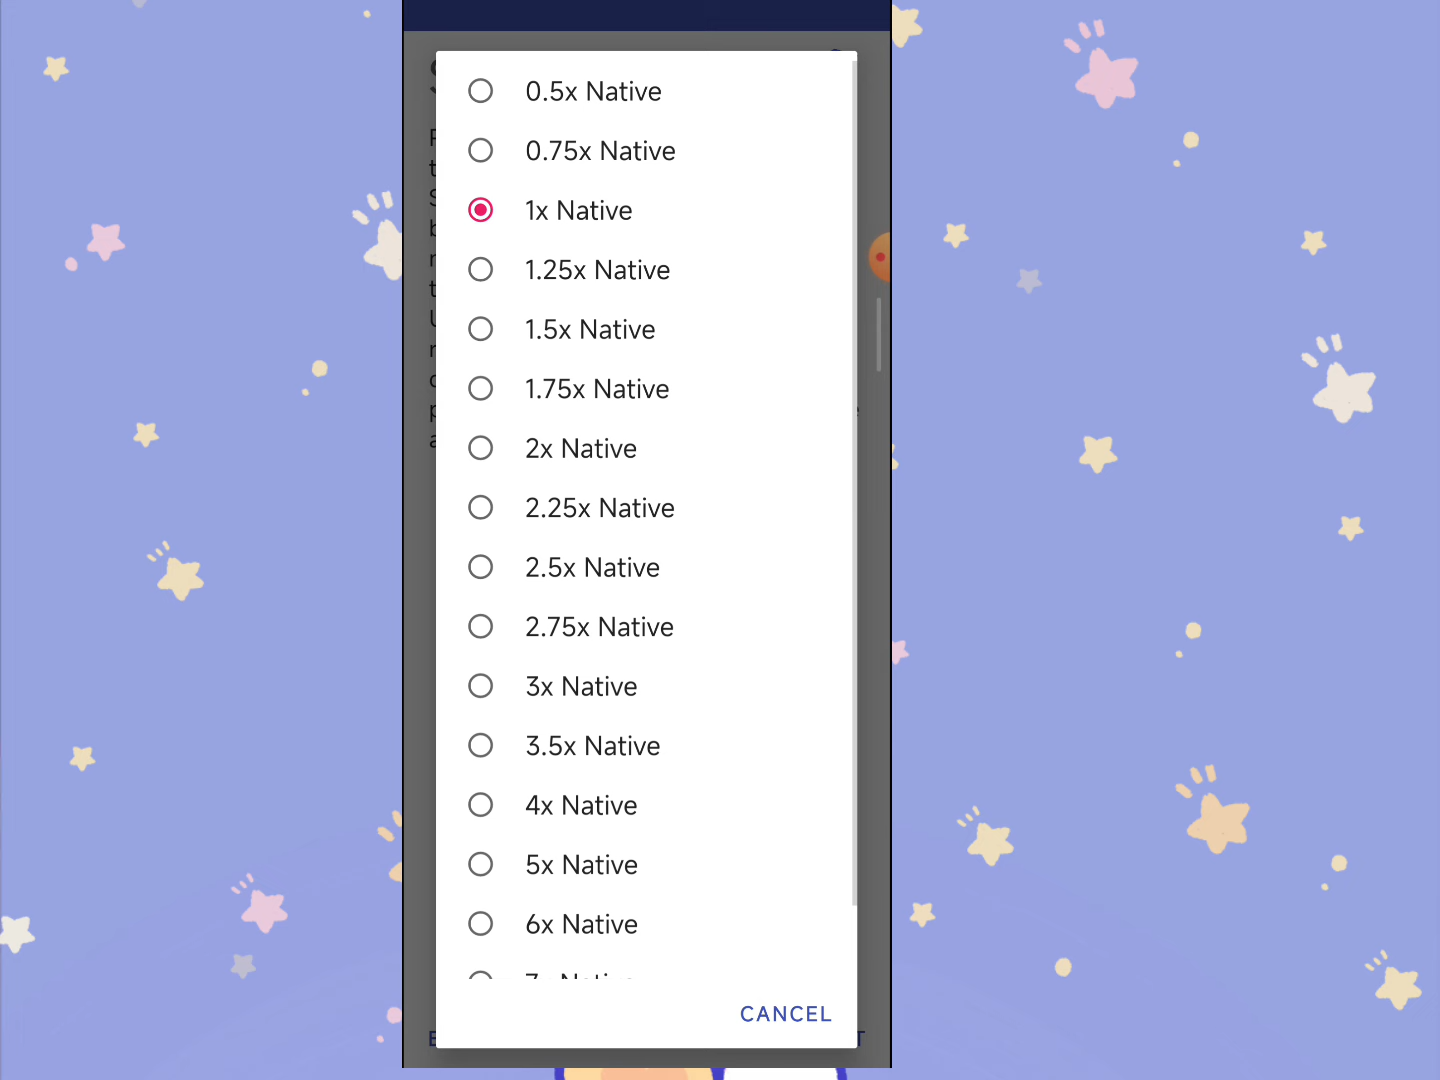 0.5x Native
0.75x Native
1x Native
1.25x Native
1.5x Native
1.75x Native
2x Native
2.25x Native
2.5x Native
2.75x Native
3x Native
3.5x Native
4x Native
5x Native
6x Native
7x Native
CANCEL